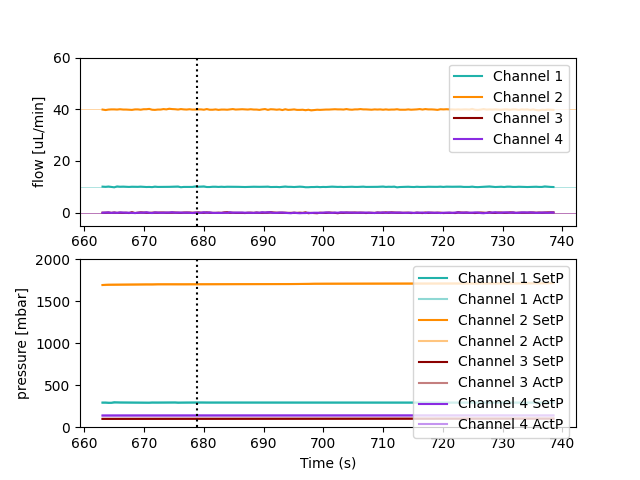 60
40
20
0
flow [uL/min]
Channel 1
Channel 2
Channel 3
Channel 4
660 670 680 690 700 710 720 730 740
2000
1500
1000
500
0
pressure [mbar]
Channel 1 SetP
Channel 1 ActP
Channel 2 SetP
Channel 2 ActP
Channel 3 SetP
Channel 3 ActP
Channel 4 SetP
Channel 4 ActP
660 670 680 690 700 710 720 730 740
Time (s)